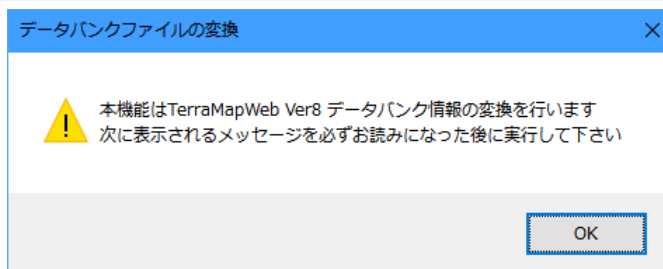 データバンクファイルの変換
本機能はTerraMapWeb Ver8 データバンク情報の変換を行います
次に表示されるメッセージを必ずお読みになった後に実行して下さい
OK